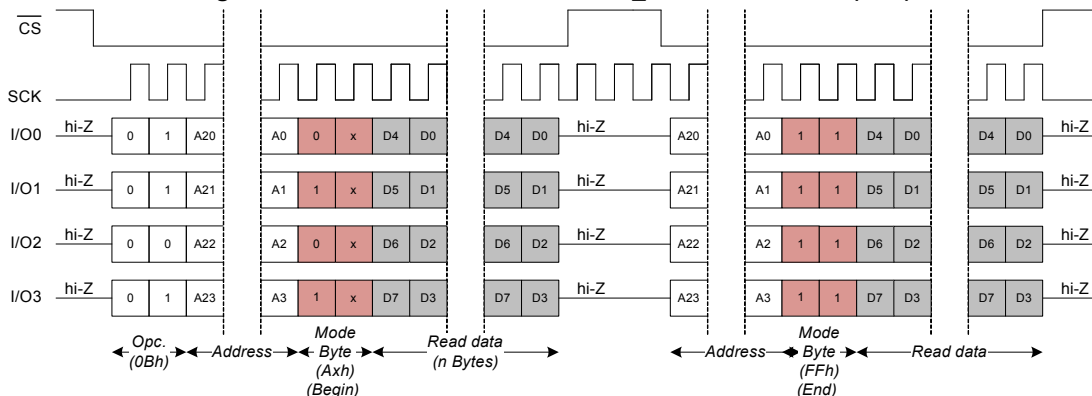 CS
SCK
I/O0 hi-Z 0 1 A20 A0 0 x D4 D0 D4 D0 hi-Z A20 A0 1 1 D4 D0 D4 D0 hi-Z
I/O1 hi-Z 0 1 A21 A1 1 x D5 D1 D5 D1 hi-Z A21 A1 1 1 D5 D1 D5 D1 hi-Z
I/O2 hi-Z 0 0 A22 A2 0 x D6 D2 D6 D2 hi-Z A22 A2 1 1 D6 D2 D6 D2 hi-Z
I/O3 hi-Z 0 1 A23 A3 1 x D7 D3 D7 D3 hi-Z A23 A3 1 1 D7 D3 D7 D3 hi-Z
Opc. Mode Read data Mode
(0Bh) Address Byte (n Bytes) Address Byte Read data
(Axh) (FFh)
(Begin) (End)